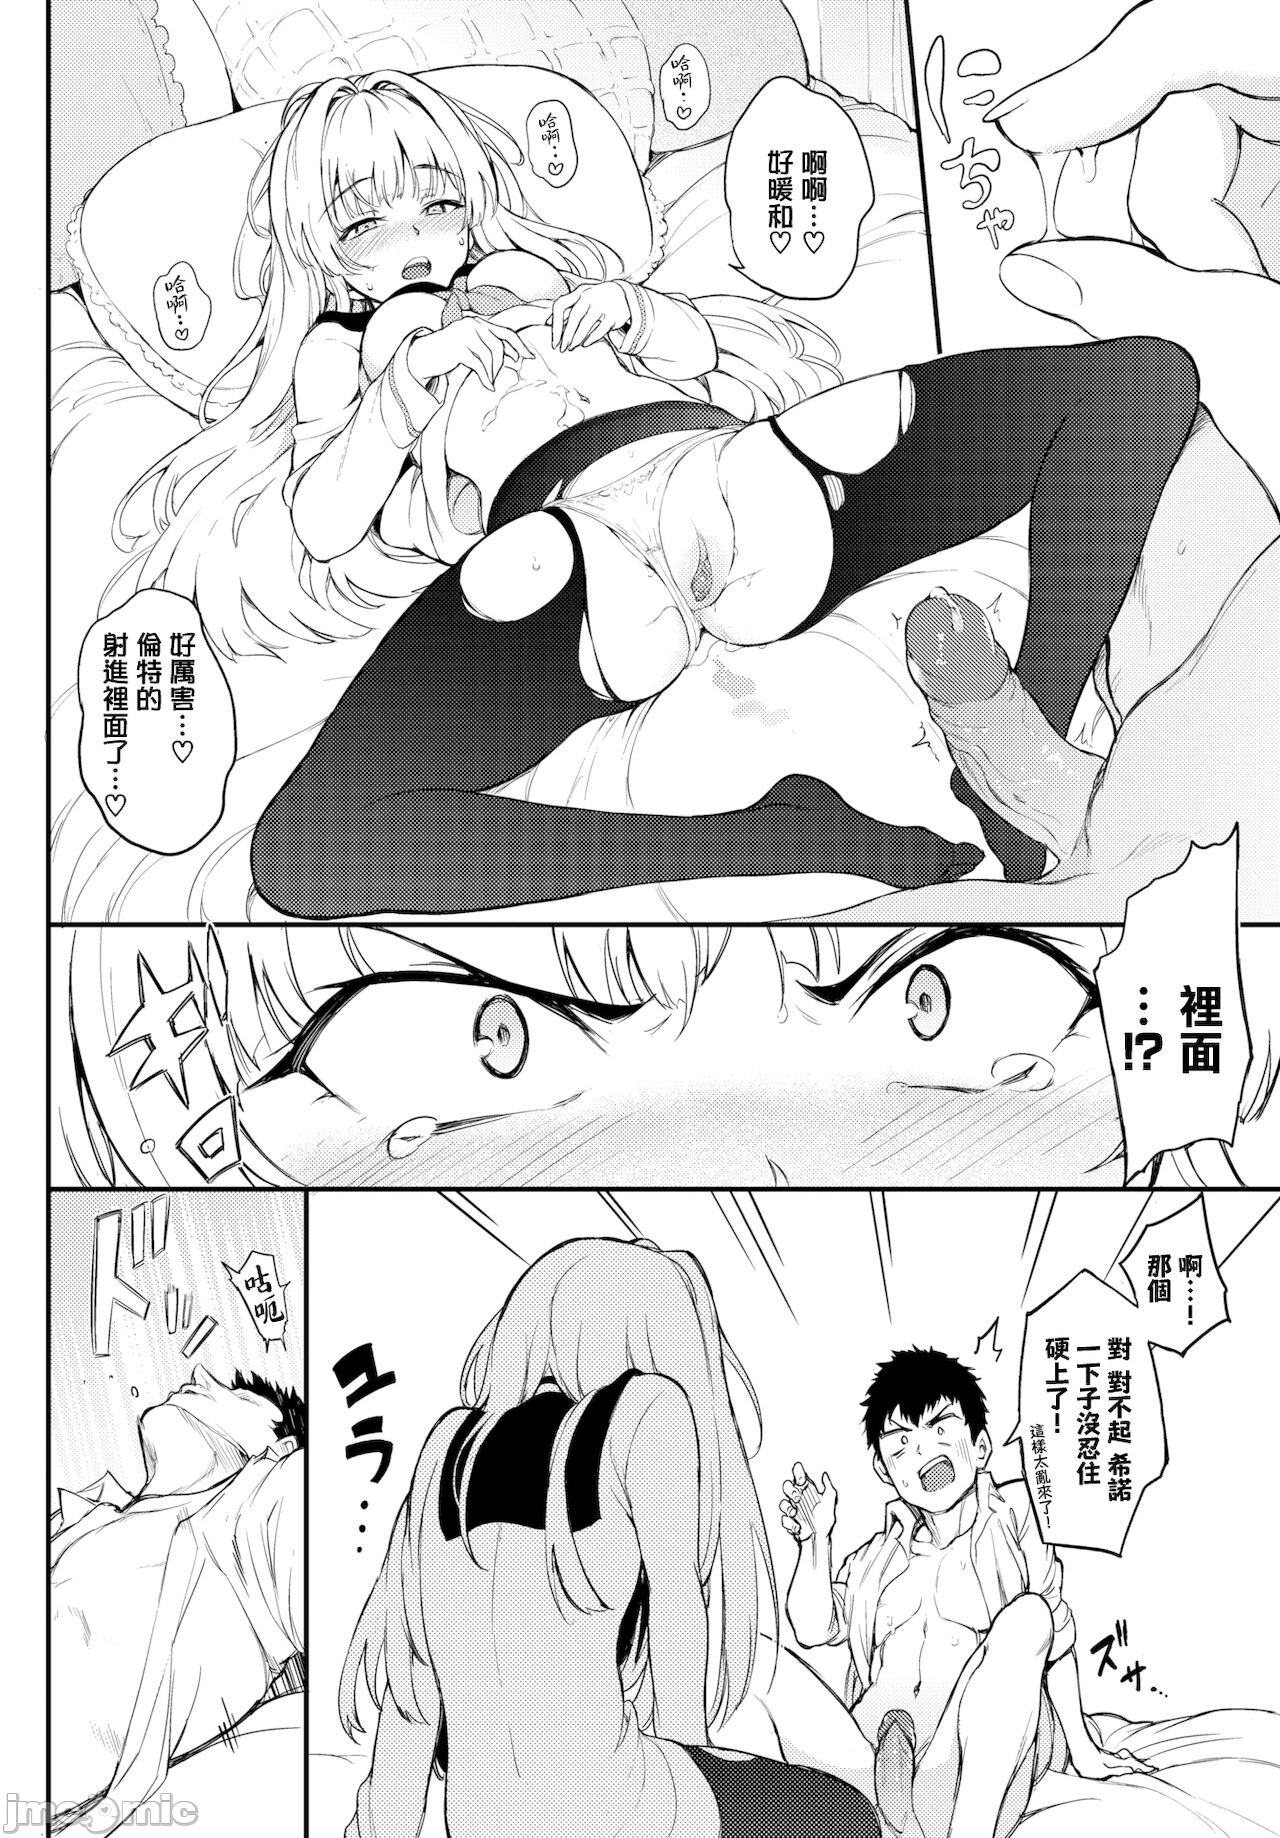 にちゃ
啊啊…♡
好暖和♡
哈啊…♡
哈啊…♡
哈啊…♡
好厲害…♡
倫特的
射進裡面了…♡
裡面
…!?
ギロ
啊…!
那個
對 對不起 希諾
一下子沒忍住
硬上了!
這樣太亂來了!
ユラ…
ズサ…
咕呃
ドズ
jmcomic